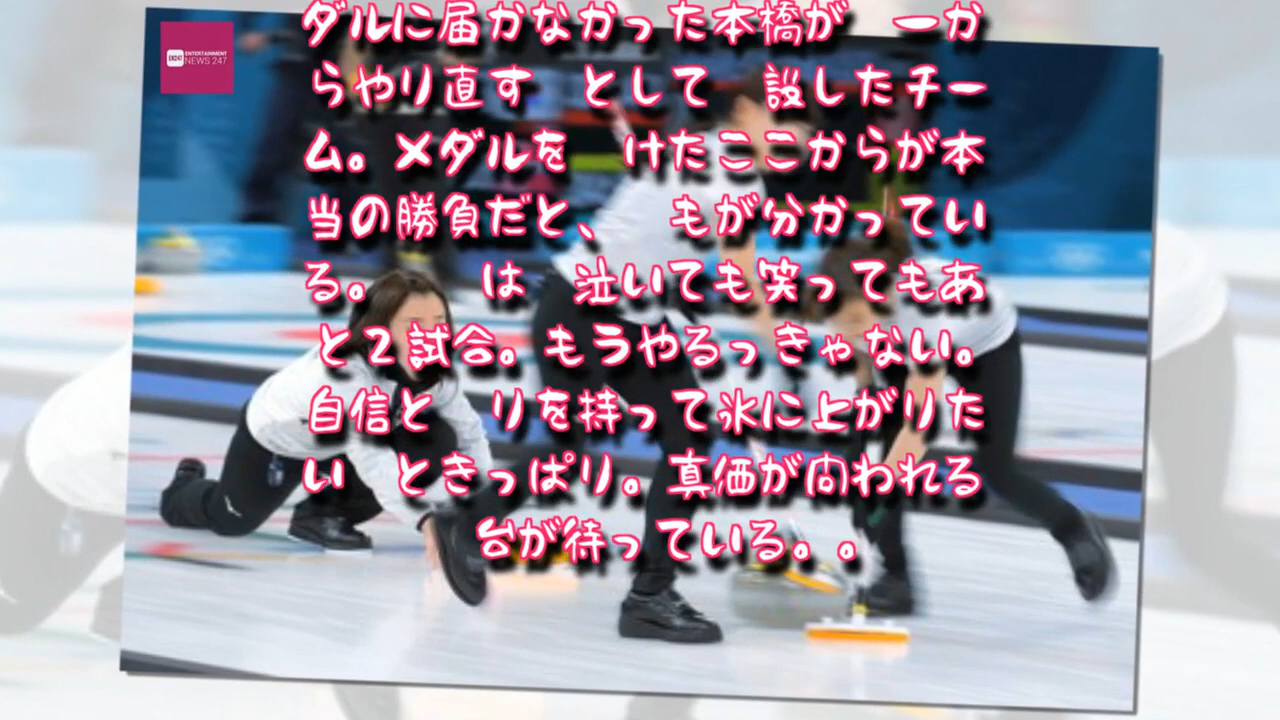 ENTERTAINMENT
NEWS 247
ダルに届かなかった本橋が　一か
らやり直す　として　設したチー
ム。メダルを　けたここからが本
当の勝負だと、　もが分かってい
る。　　は　泣いても笑ってもあ
と２試合。もうやるっきゃない。
自信と　リを持って氷に上がりた
い　ときっぱり。真価が问われる
台が待っている。。